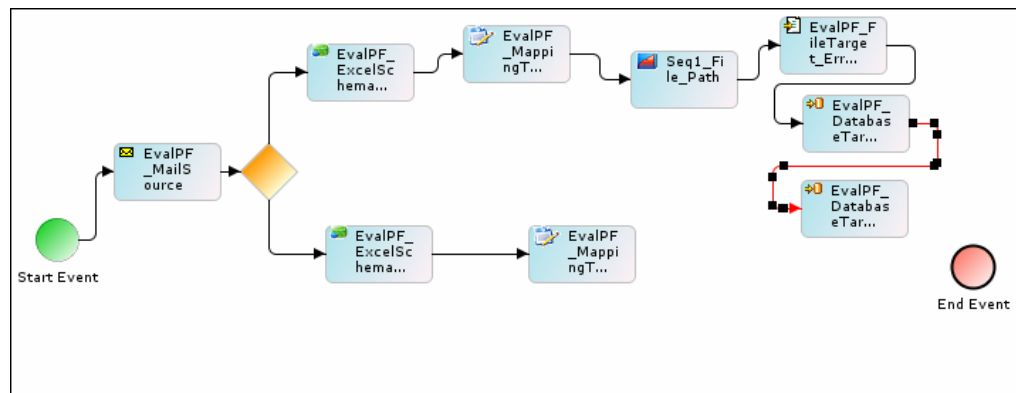 Start Event
EvalPF
_MailS
ource
EvalPF_
ExcelSc
hema...
EvalPF
_Mappi
ngT...
Seq1_Fi
le_Path
EvalPF_F
ileTarge
t_Err...
EvalPF_
Databas
eTar...
EvalPF_
Databas
eTar...
EvalPF_
ExcelSc
hema...
EvalPF
_Mappi
ngT...
End Event